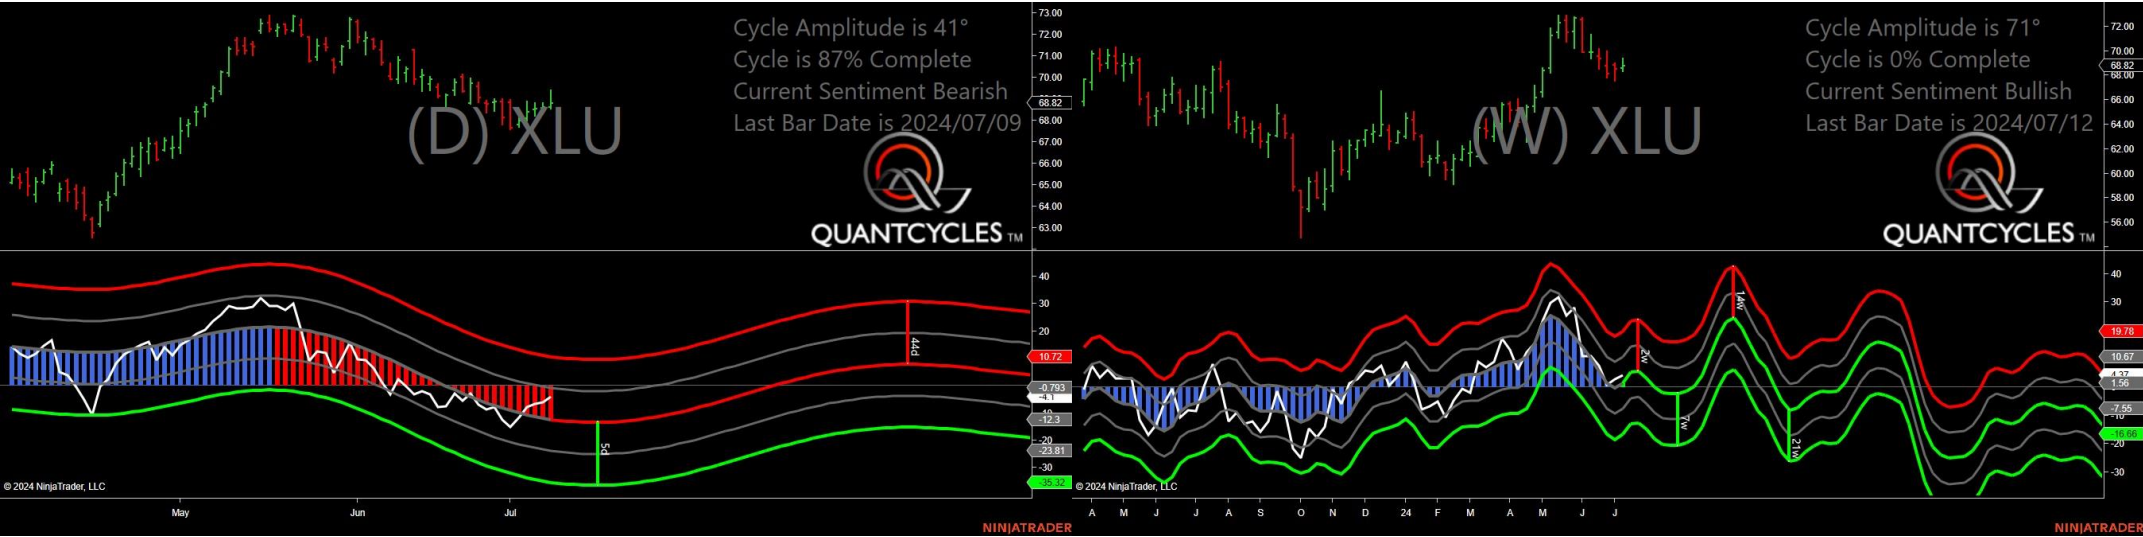 Cycle Amplitude is 41°
Cycle is 87% Complete
Current Sentiment Bearish
Last Bar Date is 2024/07/09
(D) XLU
QUANTCYCLES TM
73.00
72.00
71.00
70.00
68.82
68.00
67.00
66.00
65.00
64.00
63.00
40
30
20
10.72
-0.793
-4.1
-12.3
-20
-23.81
-30
-35.32
44d
5d
© 2024 NinjaTrader, LLC
May Jun Jul
NINJATRADER
Cycle Amplitude is 71°
Cycle is 0% Complete
Current Sentiment Bullish
Last Bar Date is 2024/07/12
(W) XLU
QUANTCYCLES TM
72.00
70.00
68.82
68.00
66.00
64.00
62.00
60.00
58.00
56.00
40
30
19.78
10.67
4.37
1.56
-7.55
-10
-16.66
-20
-30
2w
14w
7w
21w
© 2024 NinjaTrader, LLC
A M J J A S O N D 24 F M A M J J
NINJATRADER